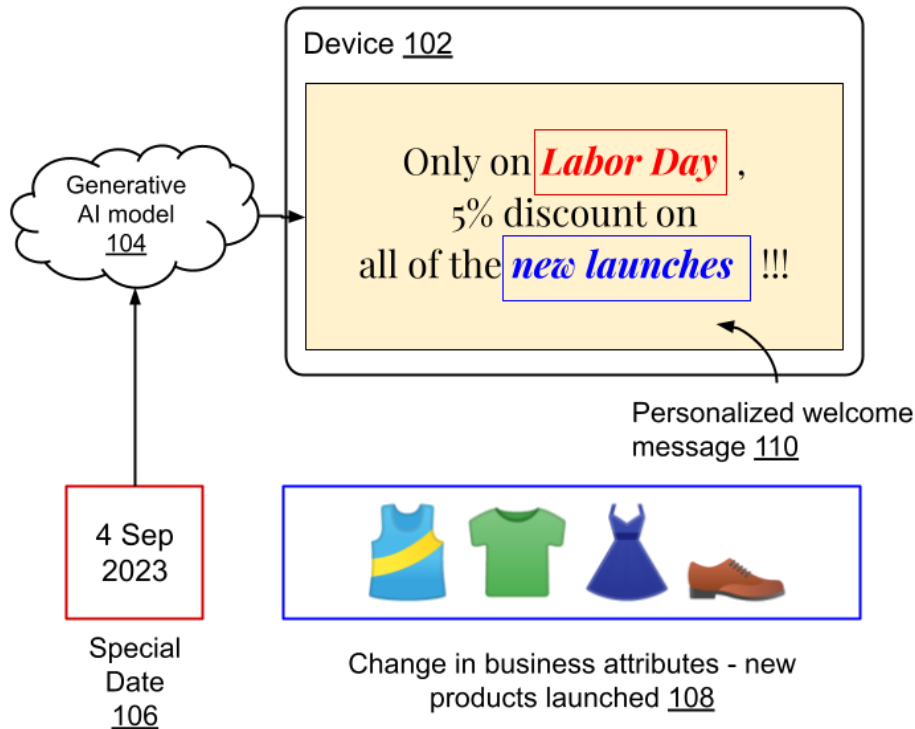 Device 102
Only on Labor Day ,
5% discount on
all of the new launches !!!
Generative
AI model
104
Personalized welcome
message 110
4 Sep
2023
Special
Date
106
Change in business attributes - new
products launched 108